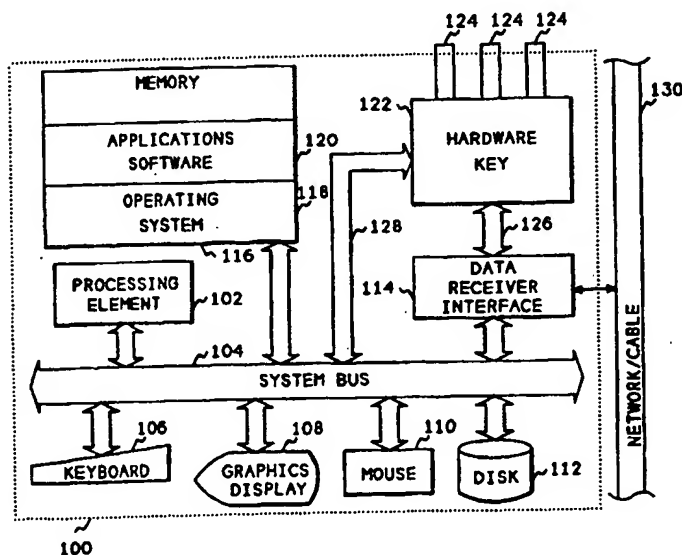 124 124 124
130
MEMORY
122
HARDWARE
KEY
APPLICATIONS
SOFTWARE
120
OPERATING
SYSTEM
118
116
128
126
PROCESSING
ELEMENT
102
114
DATA
RECEIVER
INTERFACE
104
SYSTEM BUS
NETWORK/CABLE
106
KEYBOARD
108
GRAPHICS
DISPLAY
110
MOUSE
DISK
112
100